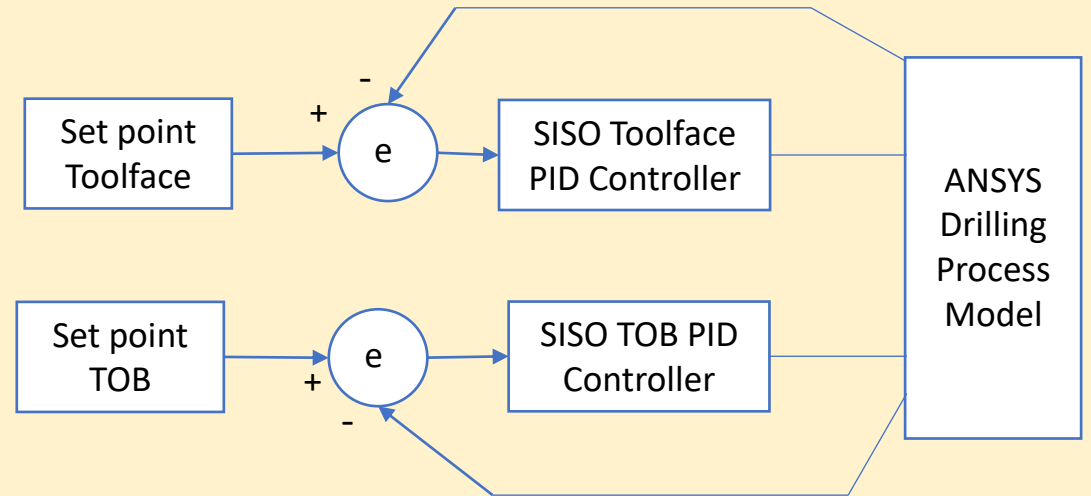 -
+
Set point
Toolface
e
SISO Toolface
PID Controller
ANSYS
Drilling
Process
Model
Set point
TOB
e
+
-
SISO TOB PID
Controller